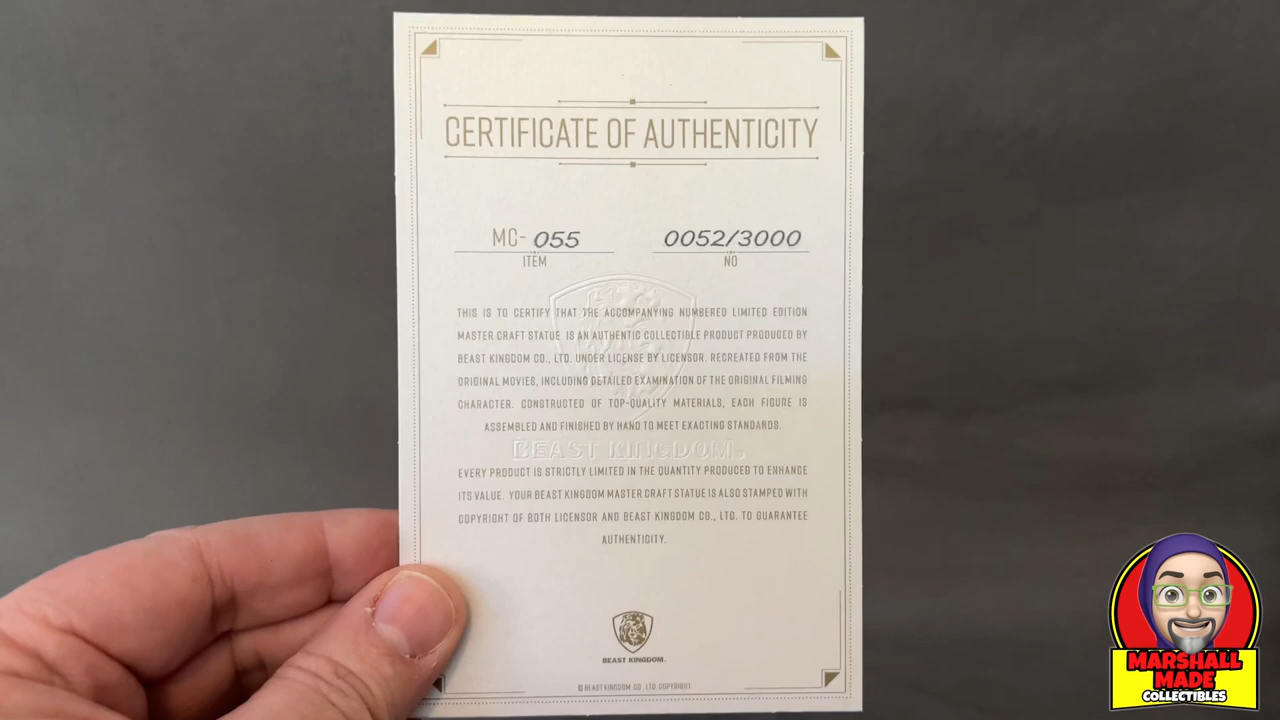 CERTIFICATE OF AUTHENTICITY
MC-055 0052/3000
ITEM NO
THIS IS TO CERTIFY THAT THE ACCOMPANYING NUMBERED LIMITED EDITION
MASTER CRAFT STATUE IS AN AUTHENTIC COLLECTIBLE PRODUCT PRODUCED BY
BEAST KINGDOM CO., LTD. UNDER LICENSE BY LICENSOR. RECREATED FROM THE
ORIGINAL MOVIES, INCLUDING DETAILED EXAMINATION OF THE ORIGINAL FILMING
CHARACTER. CONSTRUCTED OF TOP-QUALITY MATERIALS, EACH FIGURE IS
ASSEMBLED AND FINISHED BY HAND TO MEET EXACTING STANDARDS.
BEAST KINGDOM
EVERY PRODUCT IS STRICTLY LIMITED IN THE QUANTITY PRODUCED TO ENHANCE
ITS VALUE. YOUR BEAST KINGDOM MASTER CRAFT STATUE IS ALSO STAMPED WITH
COPYRIGHT OF BOTH LICENSOR AND BEAST KINGDOM CO., LTD. TO GUARANTEE
AUTHENTICITY.
BEAST KINGDOM.
© BEAST KINGDOM CO., LTD COPYRIGHT
MARSHALL
MADE
COLLECTIBLES